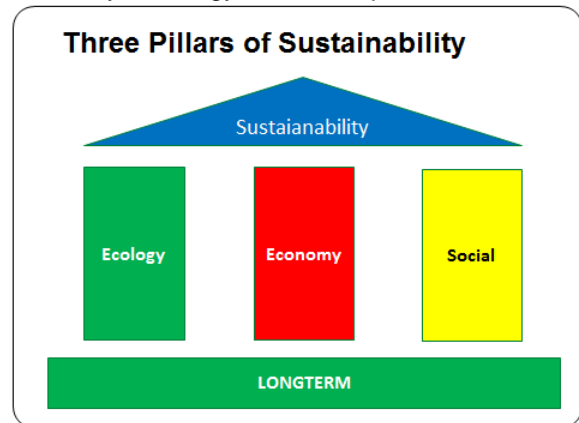 Three Pillars of Sustainability
Sustaianability
Ecology Economy Social
LONGTERM